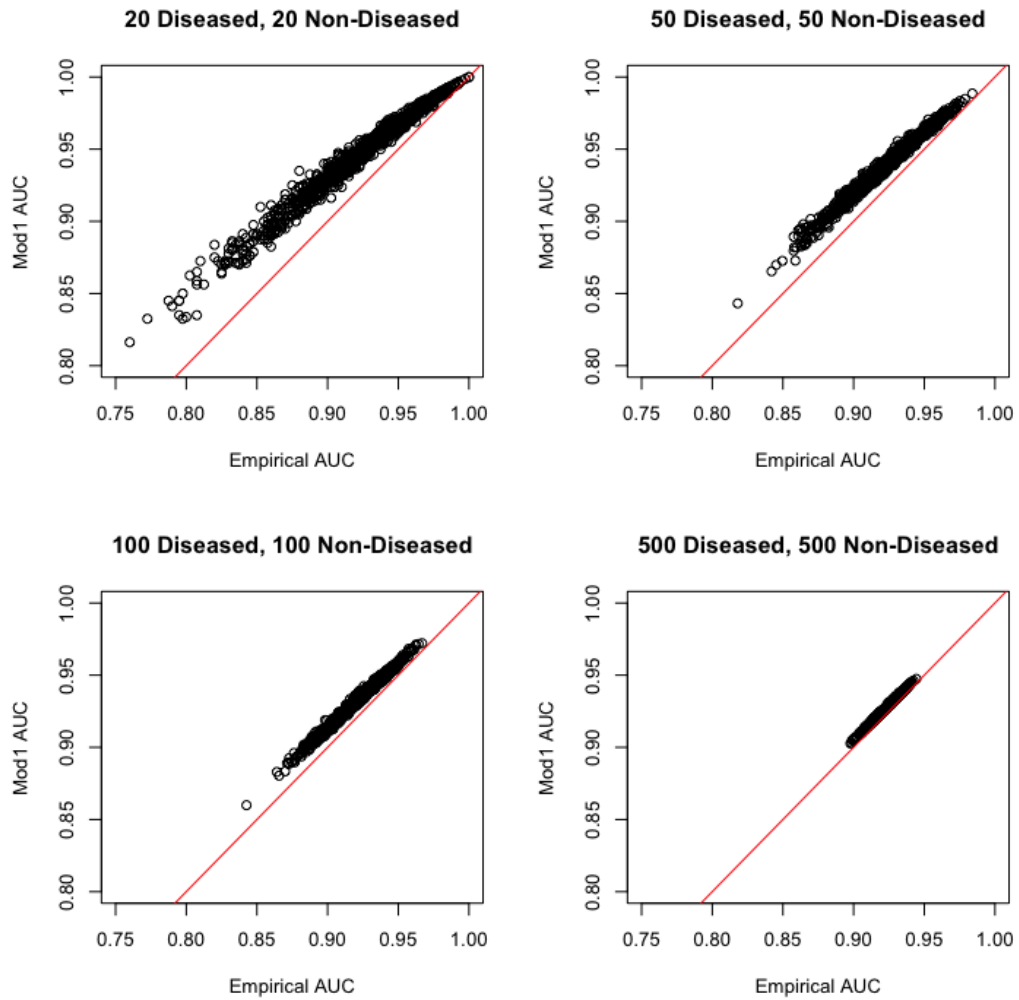 20 Diseased, 20 Non-Diseased
Mod1 AUC
1.00
0.95
0.90
0.85
0.80
0.75 0.80 0.85 0.90 0.95 1.00
Empirical AUC
50 Diseased, 50 Non-Diseased
Mod1 AUC
1.00
0.95
0.90
0.85
0.80
0.75 0.80 0.85 0.90 0.95 1.00
Empirical AUC
100 Diseased, 100 Non-Diseased
Mod1 AUC
1.00
0.95
0.90
0.85
0.80
0.75 0.80 0.85 0.90 0.95 1.00
Empirical AUC
500 Diseased, 500 Non-Diseased
Mod1 AUC
1.00
0.95
0.90
0.85
0.80
0.75 0.80 0.85 0.90 0.95 1.00
Empirical AUC